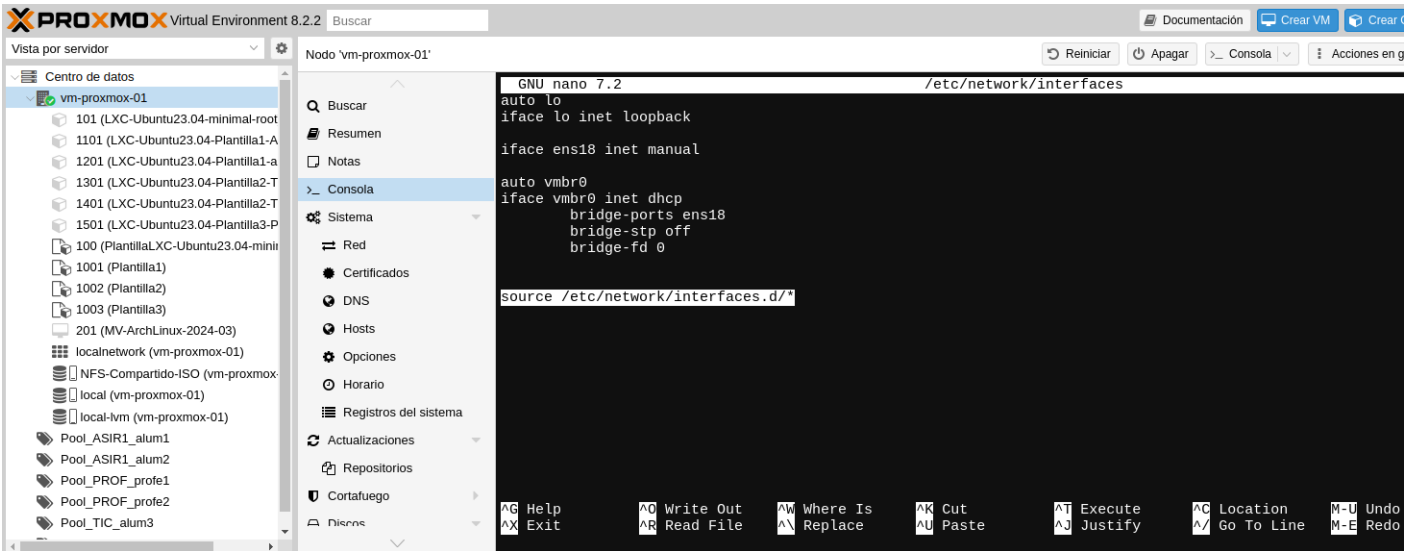 PROXMOX Virtual Environment 8.2.2 Buscar
Documentación
Crear VM
Crear
Vista por servidor
Centro de datos
vm-proxmox-01
101 (LXC-Ubuntu23.04-minimal-root
1101 (LXC-Ubuntu23.04-Plantilla1-A
1201 (LXC-Ubuntu23.04-Plantilla1-a
1301 (LXC-Ubuntu23.04-Plantilla2-T
1401 (LXC-Ubuntu23.04-Plantilla2-T
1501 (LXC-Ubuntu23.04-Plantilla3-P
100 (PlantillaLXC-Ubuntu23.04-minir
1001 (Plantilla1)
1002 (Plantilla2)
1003 (Plantilla3)
201 (MV-ArchLinux-2024-03)
localnetwork (vm-proxmox-01)
NFS-Compartido-ISO (vm-proxmox-
local (vm-proxmox-01)
local-lvm (vm-proxmox-01)
Pool_ASIR1_alum1
Pool_ASIR1_alum2
Pool_PROF_profe1
Pool_PROF_profe2
Pool_TIC_alum3
Nodo 'vm-proxmox-01'
Reiniciar
Apagar
Consola
Acciones en g
Buscar
Resumen
Notas
>_ Consola
Sistema
Red
Certificados
DNS
Hosts
Opciones
Horario
Registros del sistema
Actualizaciones
Repositorios
Cortafuego
Discos
GNU nano 7.2 /etc/network/interfaces
auto lo
iface lo inet loopback
iface ens18 inet manual
auto vmbr0
iface vmbr0 inet dhcp
bridge-ports ens18
bridge-stp off
bridge-fd 0
source /etc/network/interfaces.d/*
^G Help ^O Write Out ^W Where Is ^K Cut ^T Execute ^C Location M-U Undo
^X Exit ^R Read File ^\ Replace ^U Paste ^J Justify ^/ Go To Line M-E Redo